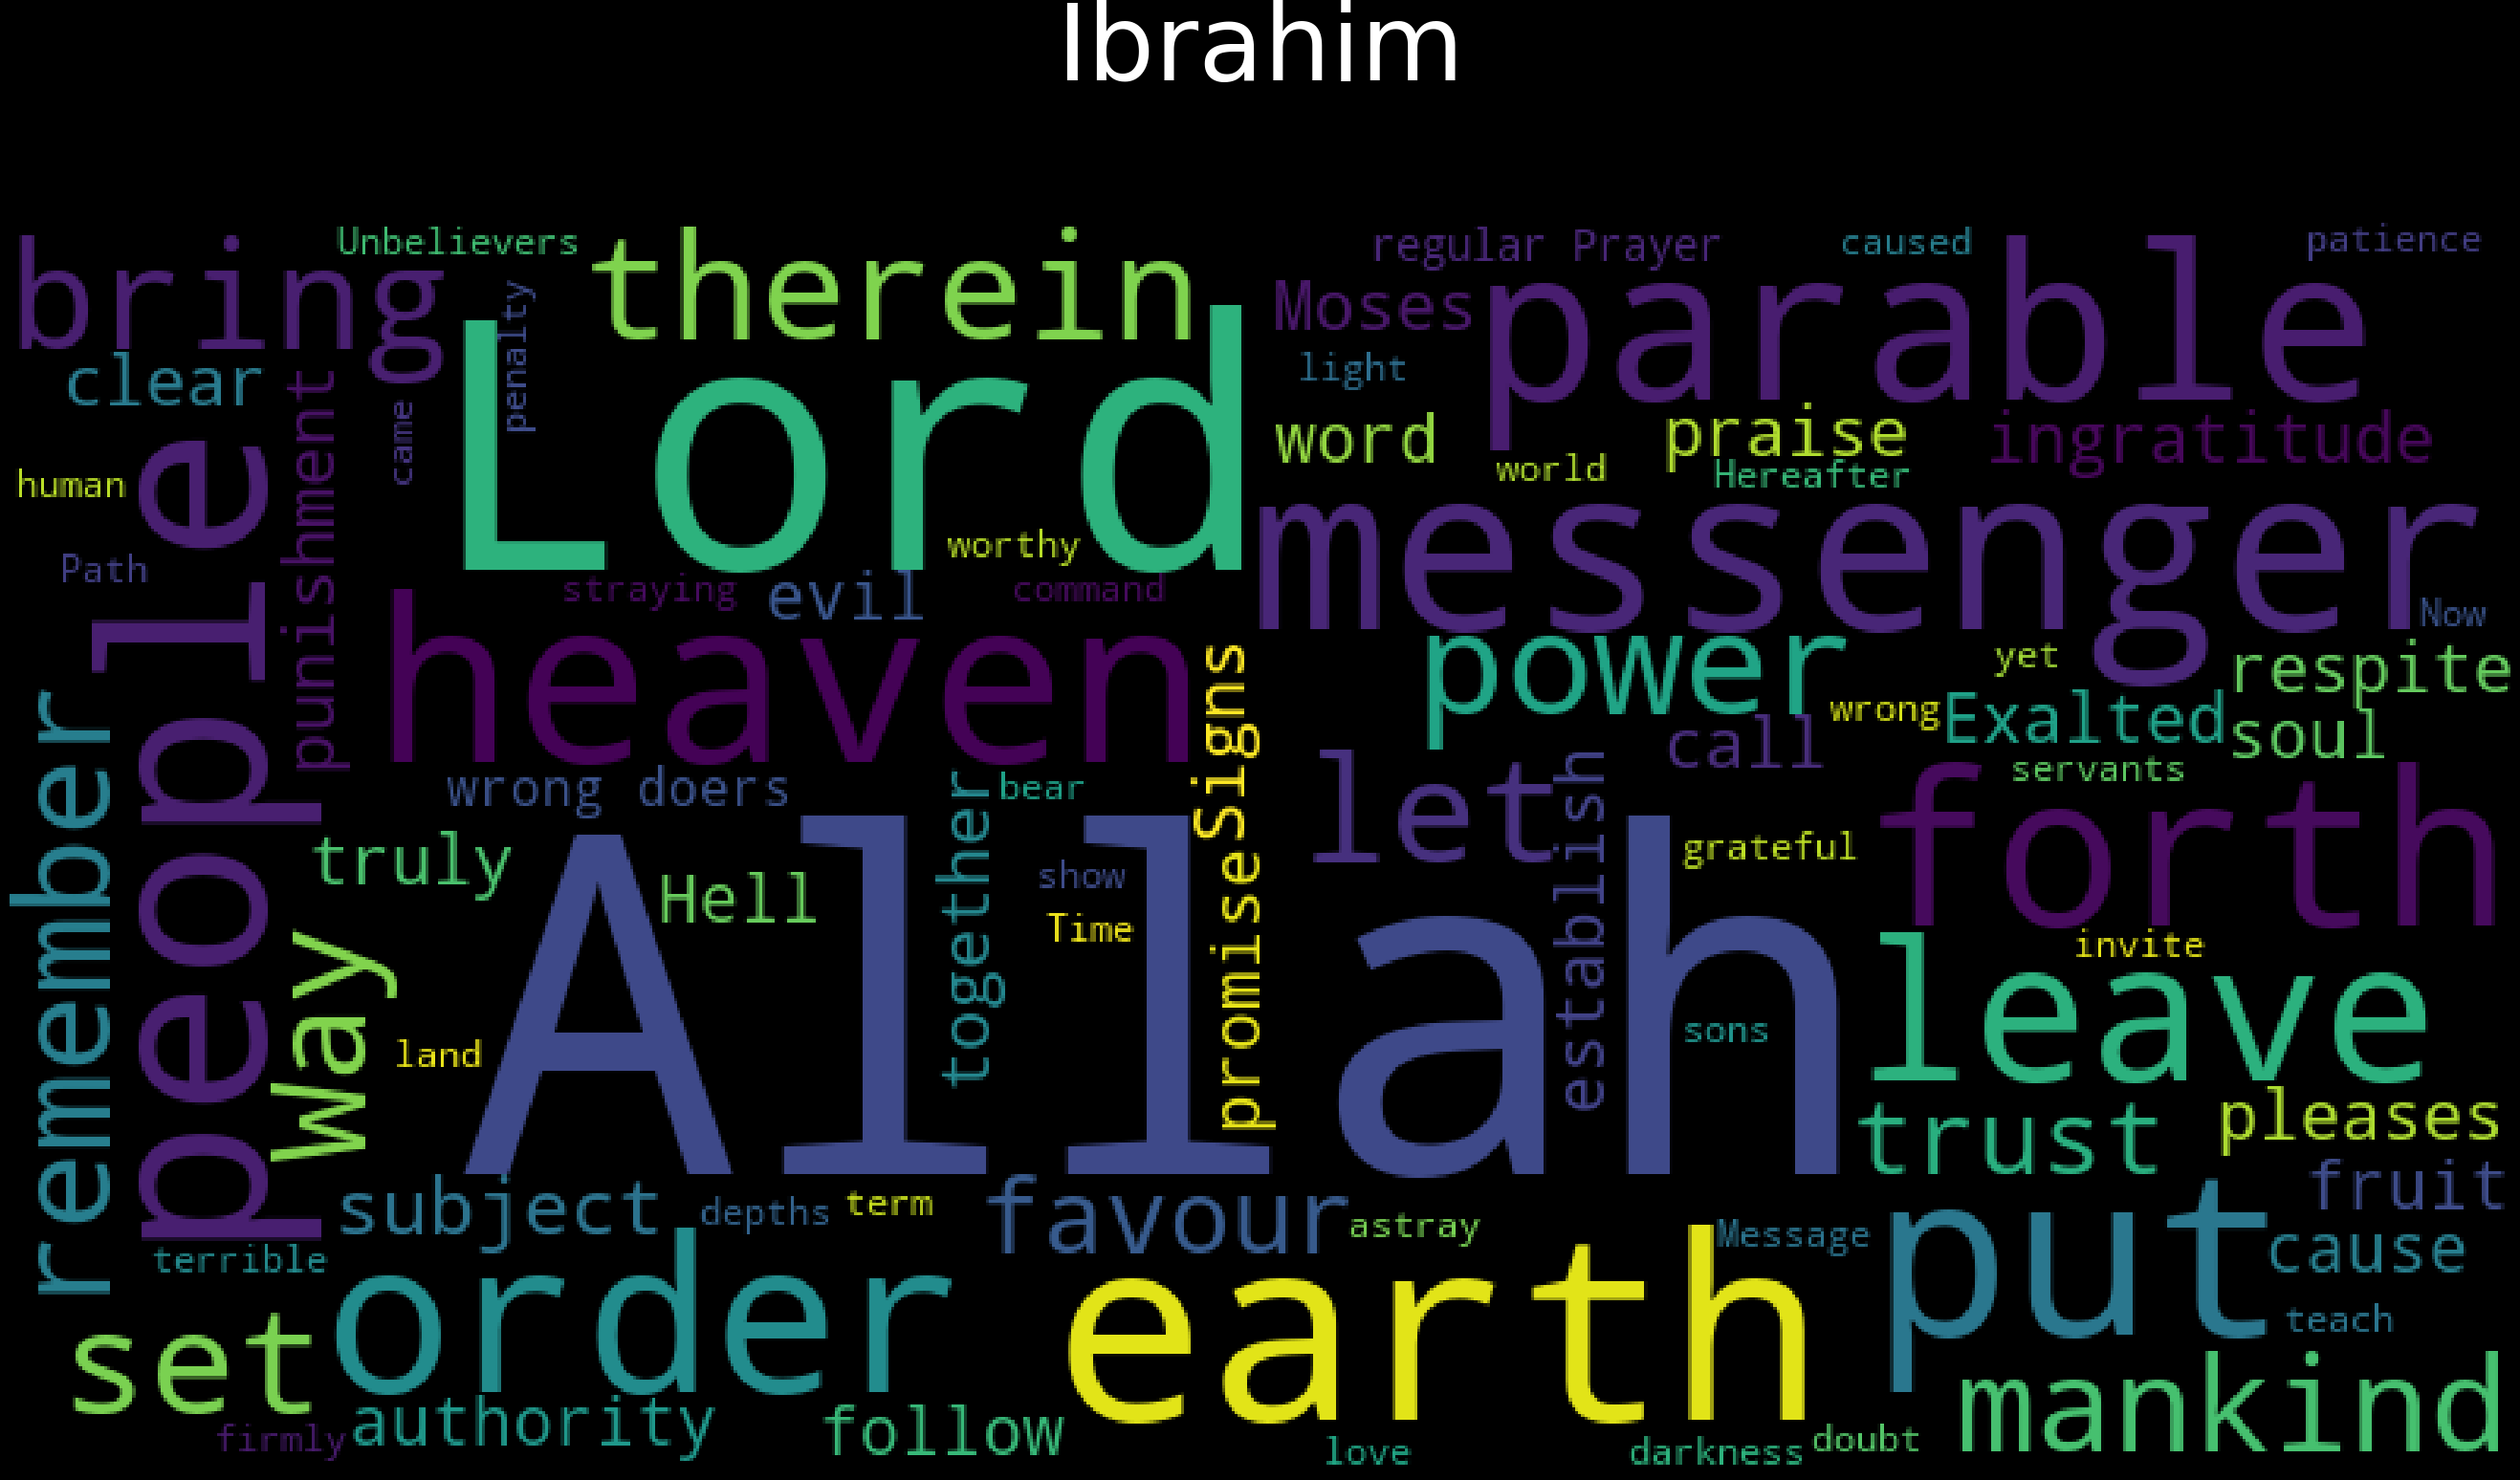 Ibrahim
bring
Unbelievers
therein
regular Prayer
caused
patience
parable
Moses
penalty
clear
light
Lord
came
punishment
word
praise
ingratitude
world
Hereafter
human
people
messenger
worthy
Path
straying
evil
command
heaven
Now
power
yet
respite
Signs
wrong
Exalted
soul
call
remember
wrong doers
bear
together
let
establish
servants
forth
truly
Hell
Allah
show
Time
promise
grateful
way
invite
leave
land
sons
trust
pleases
subject
depths
term
favour
astray
Message
fruit
put
cause
terrible
order
earth
teach
set
mankind
firmly
authority
follow
love
darkness
doubt